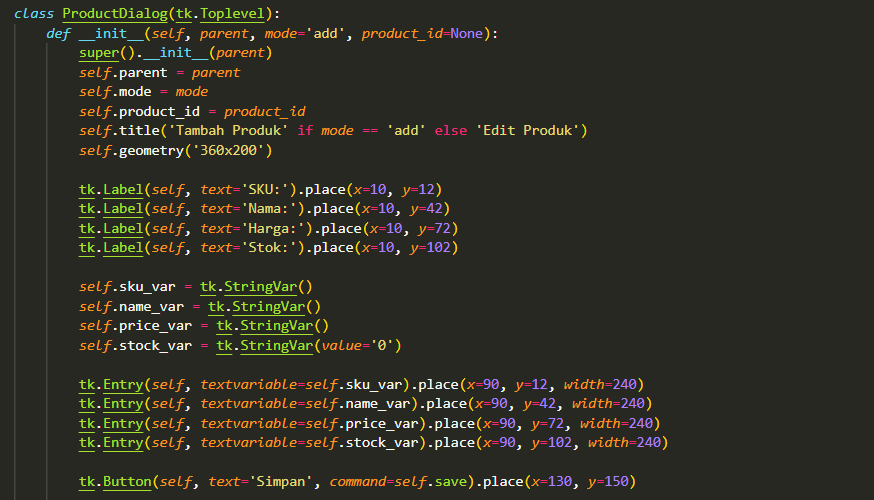 class ProductDialog(tk.Toplevel):
    def __init__(self, parent, mode='add', product_id=None):
        super().__init__(parent)
        self.parent = parent
        self.mode = mode
        self.product_id = product_id
        self.title('Tambah Produk' if mode == 'add' else 'Edit Produk')
        self.geometry('360x200')

        tk.Label(self, text='SKU:').place(x=10, y=12)
        tk.Label(self, text='Nama:').place(x=10, y=42)
        tk.Label(self, text='Harga:').place(x=10, y=72)
        tk.Label(self, text='Stok:').place(x=10, y=102)

        self.sku_var = tk.StringVar()
        self.name_var = tk.StringVar()
        self.price_var = tk.StringVar()
        self.stock_var = tk.StringVar(value='0')

        tk.Entry(self, textvariable=self.sku_var).place(x=90, y=12, width=240)
        tk.Entry(self, textvariable=self.name_var).place(x=90, y=42, width=240)
        tk.Entry(self, textvariable=self.price_var).place(x=90, y=72, width=240)
        tk.Entry(self, textvariable=self.stock_var).place(x=90, y=102, width=240)

        tk.Button(self, text='Simpan', command=self.save).place(x=130, y=150)